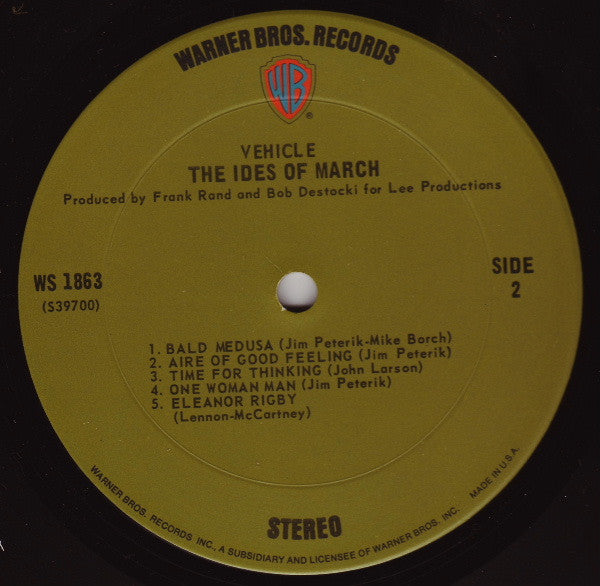 WARNER BROS. RECORDS
WB
VEHICLE
THE IDES OF MARCH
Produced by Frank Rand and Bob Destocki for Lee Productions
WS 1863
(S39700)
SIDE
2
1. BALD MEDUSA (Jim Peterik-Mike Borch)
2. AIRE OF GOOD FEELING (Jim Peterik)
3. TIME FOR THINKING (John Larson)
4. ONE WOMAN MAN (Jim Peterik)
5. ELEANOR RIGBY
(Lennon-McCartney)
STEREO
WARNER BROS. RECORDS INC., A SUBSIDIARY AND LICENSEE OF WARNER BROS. INC. MADE IN U.S.A.